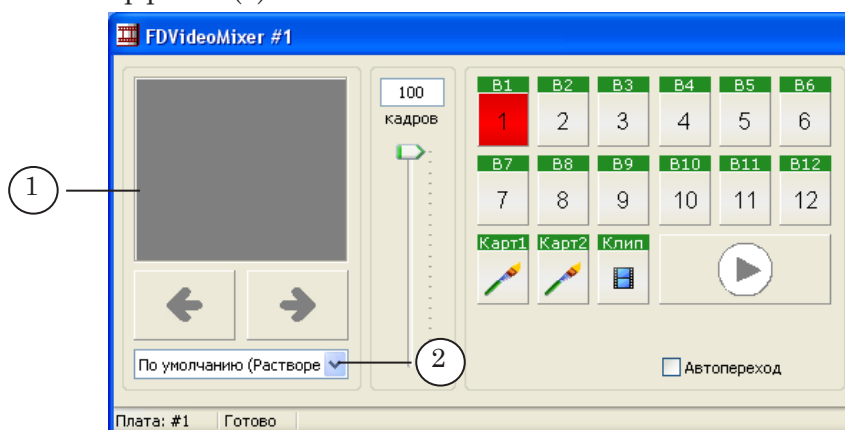 FDVideoMixer #1
100
кадров
B1 B2 B3 B4 B5 B6
1 2 3 4 5 6
B7 B8 B9 B10 B11 B12
7 8 9 10 11 12
Карт1 Карт2 Клип
1
2
По умолчанию (Растворе
Автопереход
Плата: #1 Готово